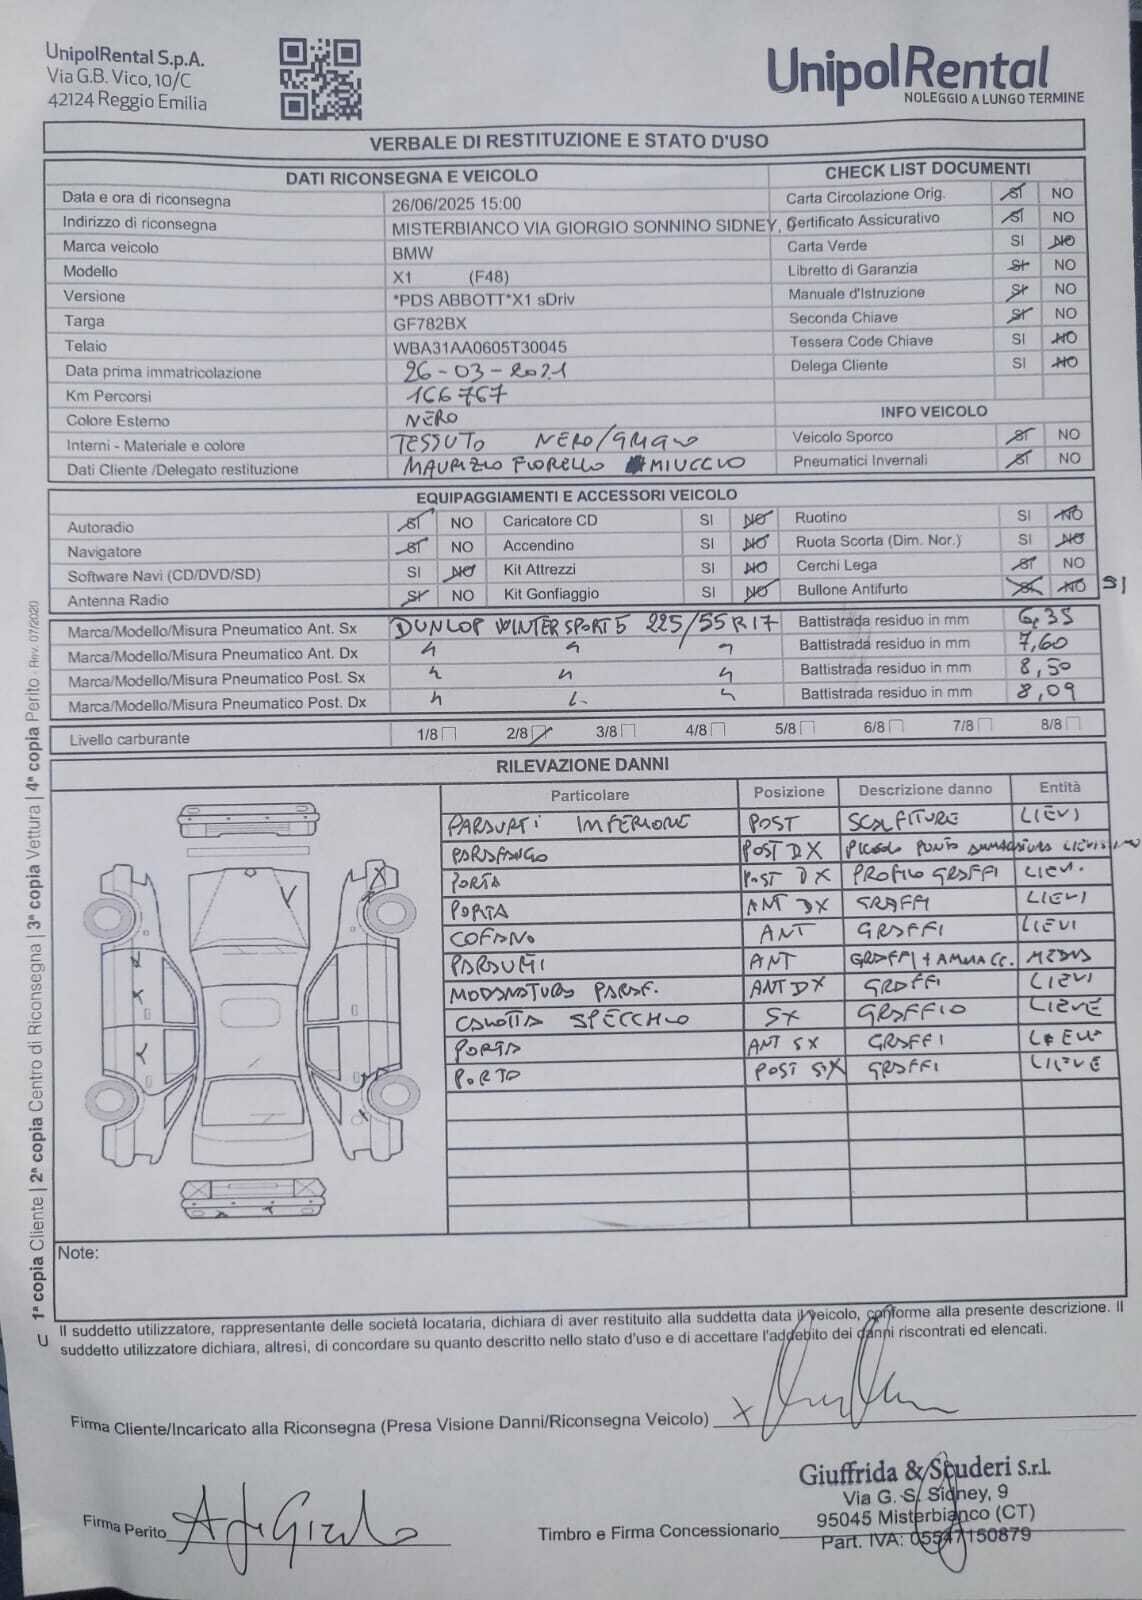 UnipolRental S.p.A.
Via G.B. Vico, 10/C
42124 Reggio Emilia
UnipolRental
NOLEGGIO A LUNGO TERMINE
VERBALE DI RESTITUZIONE E STATO D'USO
DATI RICONSEGNA E VEICOLO
Data e ora di riconsegna 26/06/2025 15:00
Indirizzo di riconsegna MISTERBIANCO VIA GIORGIO SONNINO SIDNEY,
Marca veicolo BMW
Modello X1 (F48)
Versione *PDS ABBOTT*X1 sDriv
Targa GF782BX
Telaio WBA31AA0605T30045
Data prima immatricolazione 26-03-2021
Km Percorsi 166767
Colore Esterno NERO
Interni - Materiale e colore TESSUTO NERO/GRIGIO
Dati Cliente /Delegato restituzione MAURIZIO FIORELLO MIUCCIO
CHECK LIST DOCUMENTI
Carta Circolazione Orig. SI NO
Certificato Assicurativo SI NO
Carta Verde SI NO
Libretto di Garanzia SI NO
Manuale d'Istruzione SI NO
Seconda Chiave SI NO
Tessera Code Chiave SI NO
Delega Cliente SI NO
INFO VEICOLO
Veicolo Sporco SI NO
Pneumatici Invernali SI NO
EQUIPAGGIAMENTI E ACCESSORI VEICOLO
Autoradio SI NO Caricatore CD SI NO Ruotino SI NO
Navigatore SI NO Accendino SI NO Ruota Scorta (Dim. Nor.) SI NO
Software Navi (CD/DVD/SD) SI NO Kit Attrezzi SI NO Cerchi Lega SI NO
Antenna Radio SI NO Kit Gonfiaggio SI NO Bullone Antifurto SI NO SI
Marca/Modello/Misura Pneumatico Ant. Sx DUNLOP WINTERSPORT5 225/55 R17 Battistrada residuo in mm 6,35
Marca/Modello/Misura Pneumatico Ant. Dx " " " Battistrada residuo in mm 7,60
Marca/Modello/Misura Pneumatico Post. Sx " " " Battistrada residuo in mm 8,50
Marca/Modello/Misura Pneumatico Post. Dx " " " Battistrada residuo in mm 8,09
Livello carburante 1/8 2/8 3/8 4/8 5/8 6/8 7/8 8/8
RILEVAZIONE DANNI
Particolare Posizione Descrizione danno Entità
PARAURTI INFERIORE POST SCALFITURE LIEVI
PARAFANGO POST DX PICCOLO PUNTO
PORTA POST DX PROFILO GRAFFI LIEVI
PORTA ANT DX GRAFFI LIEVI
COFANO ANT GRAFFI LIEVI
PARAURTI ANT GRAFFI + AMMACC. MEDIA
MODANATURA PARAF. ANT DX GRAFFI LIEVI
CALOTTA SPECCHIO SX GRAFFIO LIEVE
PORTA ANT SX GRAFFI
PORTA POST SX GRAFFI LIEVE
Note:
Il suddetto utilizzatore, rappresentante delle società locataria, dichiara di aver restituito alla suddetta data il veicolo, conforme alla presente descrizione. Il
suddetto utilizzatore dichiara, altresi, di concordare su quanto descritto nello stato d'uso e di accettare l'addebito dei danni riscontrati ed elencati.
U
1ª copia Cliente | 2ª copia Centro di Riconsegna | 3ª copia Vettura | 4ª copia Perito - Rev. 07/2020
Firma Cliente/Incaricato alla Riconsegna (Presa Visione Danni/Riconsegna Veicolo)
Firma Perito
Timbro e Firma Concessionario
Giuffrida & Scuderi s.r.l.
Via G. S. Sidney, 9
95045 Misterbianco (CT)
Part. IVA: 05547150879